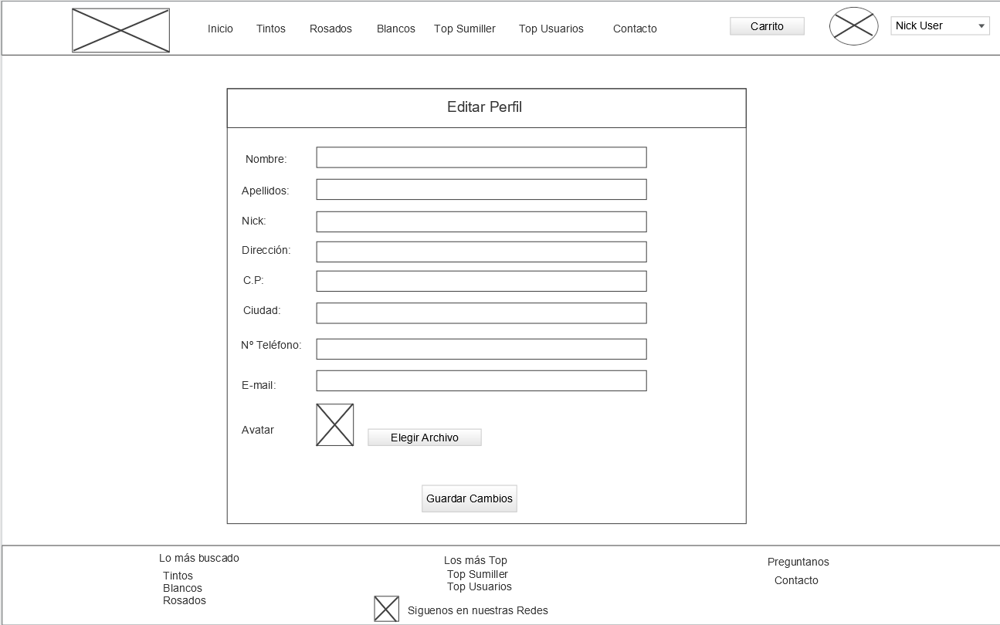 Inicio
Tintos
Rosados
Blancos
Top Sumiller
Top Usuarios
Contacto
Carrito
Nick User
Editar Perfil
Nombre:
Apellidos:
Nick:
Dirección:
C.P:
Ciudad:
Nº Teléfono:
E-mail:
Avatar
Elegir Archivo
Guardar Cambios
Lo más buscado
Tintos
Blancos
Rosados
Los más Top
Top Sumiller
Top Usuarios
Siguenos en nuestras Redes
Preguntanos
Contacto